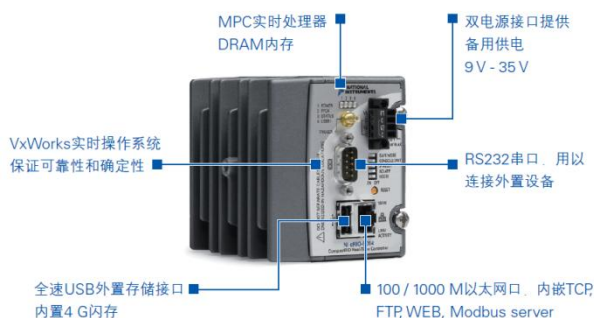 MPC实时处理器
DRAM内存
双电源接口提供
备用供电
9 V - 35 V
NATIONAL
INSTRUMENTS
VxWorks实时操作系统
保证可靠性和确定性
RS232串口、用以
连接外置设备
RESET
全速USB外置存储接口
内置4 G闪存
100 / 1000 M以太网口、内嵌TCP,
FTP, WEB, Modbus server